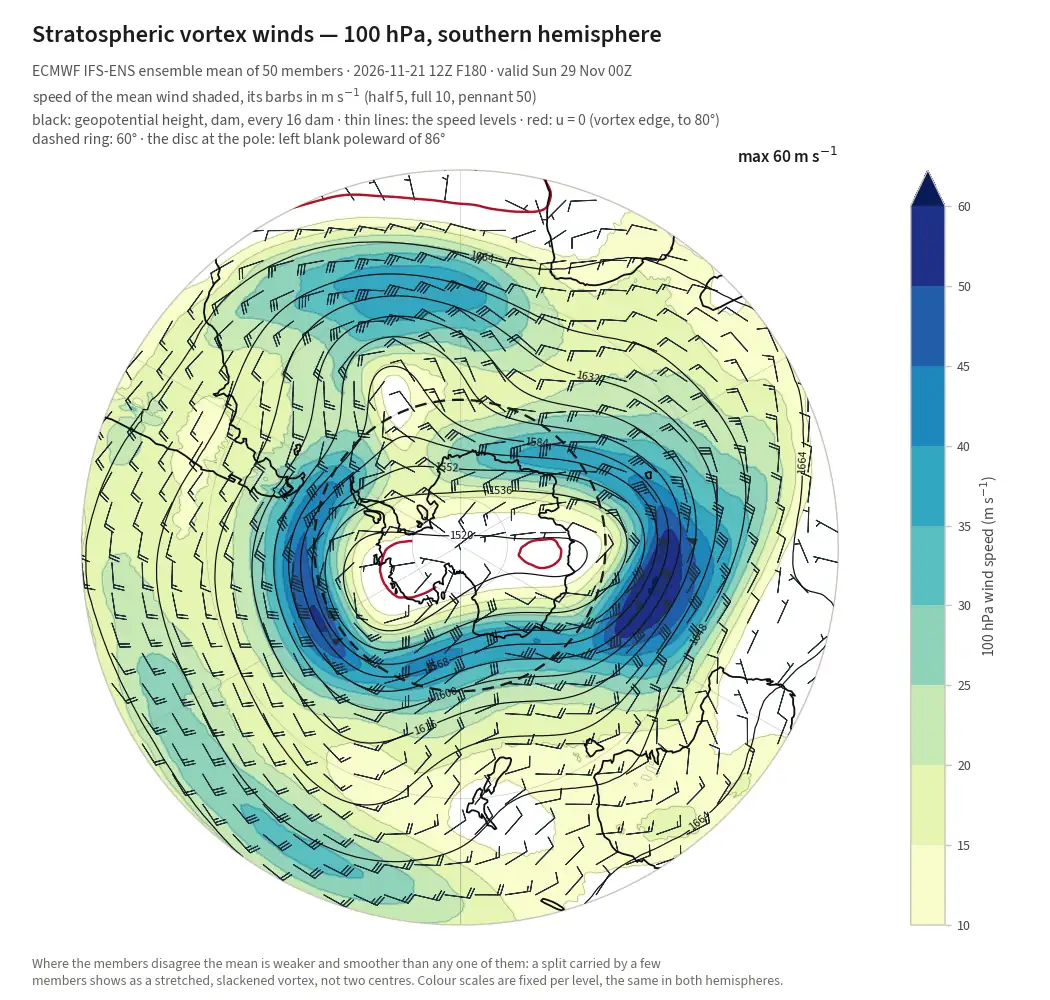 Stratospheric vortex winds — 100 hPa, southern hemisphere
ECMWF IFS-ENS ensemble mean of 50 members · 2026-11-21 12Z F180 · valid Sun 29 Nov 00Z
speed of the mean wind shaded, its barbs in m s⁻¹ (half 5, full 10, pennant 50)
black: geopotential height, dam, every 16 dam · thin lines: the speed levels · red: u = 0 (vortex edge, to 80°)
dashed ring: 60° · the disc at the pole: left blank poleward of 86°
max 60 m s⁻¹
1664
1632
1664
1584
1552
1536
1520
1648
1568
1600
1616
1664
60
50
45
40
35
30
25
20
15
10
100 hPa wind speed (m s⁻¹)
Where the members disagree the mean is weaker and smoother than any one of them: a split carried by a few
members shows as a stretched, slackened vortex, not two centres. Colour scales are fixed per level, the same in both hemispheres.